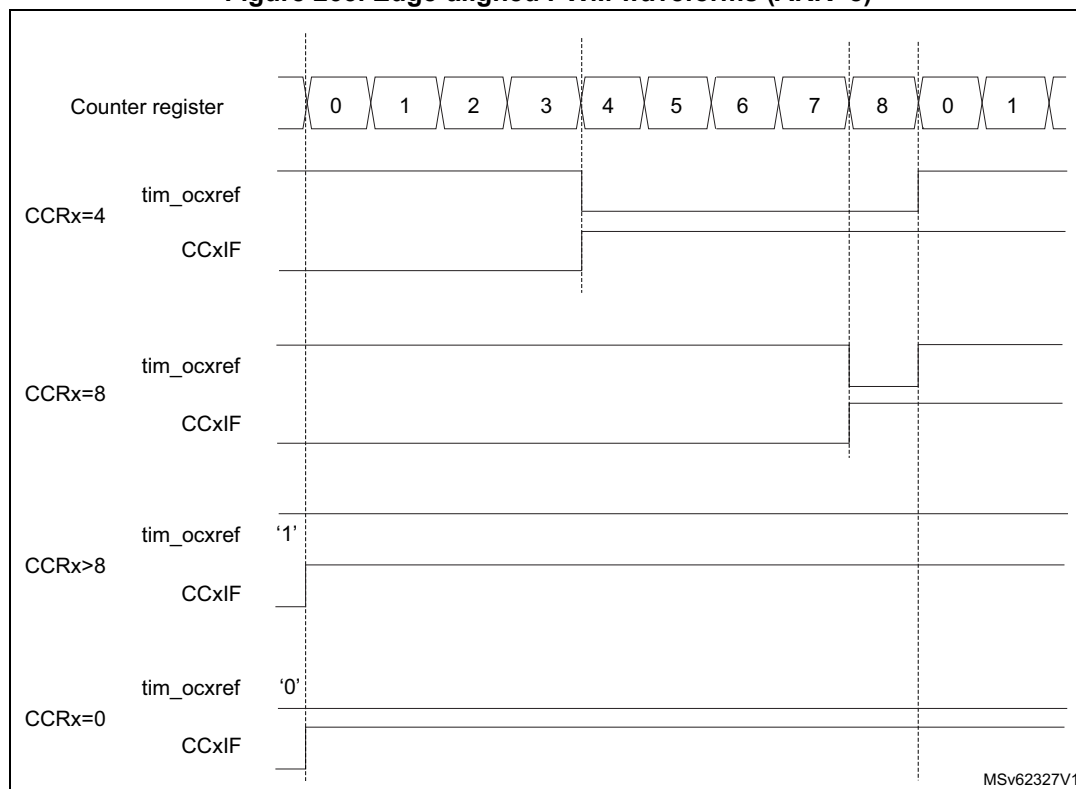 Counter register 0 1 2 3 4 5 6 7 8 0 1
tim_ocxref
CCRx=4
CCxIF
tim_ocxref
CCRx=8
CCxIF
tim_ocxref '1'
CCRx>8
CCxIF
tim_ocxref '0'
CCRx=0
CCxIF
MSv62327V1